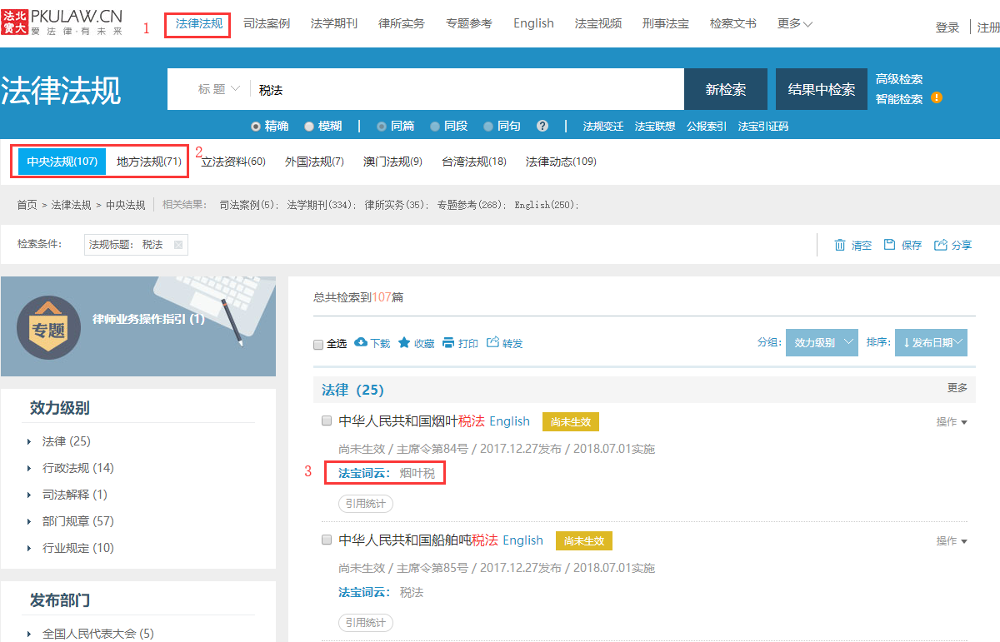 法北寶大 PKULAW.CN
爱法律·有未来
1 法律法规 司法案例 法学期刊 律所实务 专题参考 English 法宝视频 刑事法宝 检察文书 更多
登录 | 注册
法律法规
标题 税法 新检索 结果中检索 高级检索
智能检索 !
精确 模糊 | 同篇 同段 同句 ? | 法规变迁 法宝联想 公报索引 法宝引证码
中央法规(107) 地方法规(71) 2 立法资料(60) 外国法规(7) 澳门法规(9) 台湾法规(18) 法律动态(109)
首页 > 法律法规 > 中央法规 | 相关结果: 司法案例(5); 法学期刊(334); 律所实务(35); 专题参考(268); English(250);
检索条件: 法规标题: 税法 清空 保存 分享
专题 律师业务操作指引 (1)
效力级别
法律 (25)
行政法规 (14)
司法解释 (1)
部门规章 (57)
行业规定 (10)
发布部门
全国人民代表大会 (5)
总共检索到107篇
全选 下载 收藏 打印 转发 分组: 效力级别 排序: ↓发布日期
法律 (25) 更多
中华人民共和国烟叶税法 English 尚未生效 操作
尚未生效 / 主席令第84号 / 2017.12.27发布 / 2018.07.01实施
3 法宝词云: 烟叶税
引用统计
中华人民共和国船舶吨税法 English 尚未生效 操作
尚未生效 / 主席令第85号 / 2017.12.27发布 / 2018.07.01实施
法宝词云: 税法
引用统计